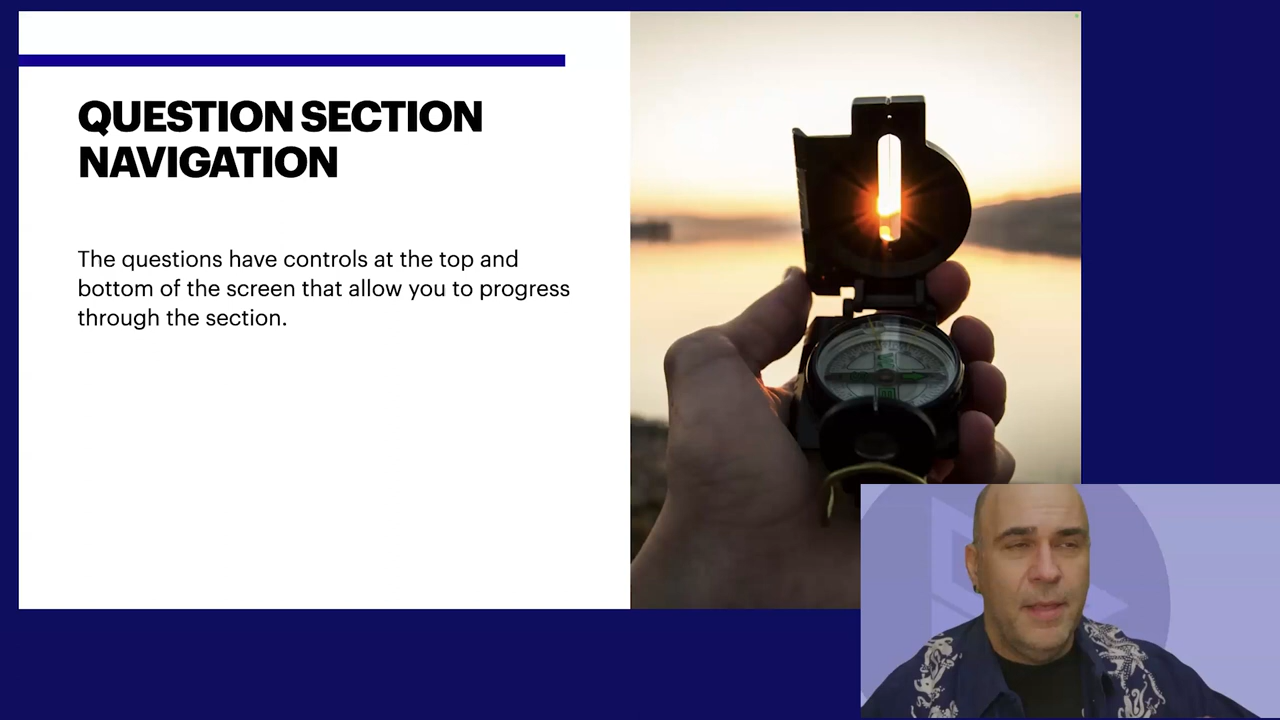 QUESTION SECTION
NAVIGATION
The questions have controls at the top and
bottom of the screen that allow you to progress
through the section.